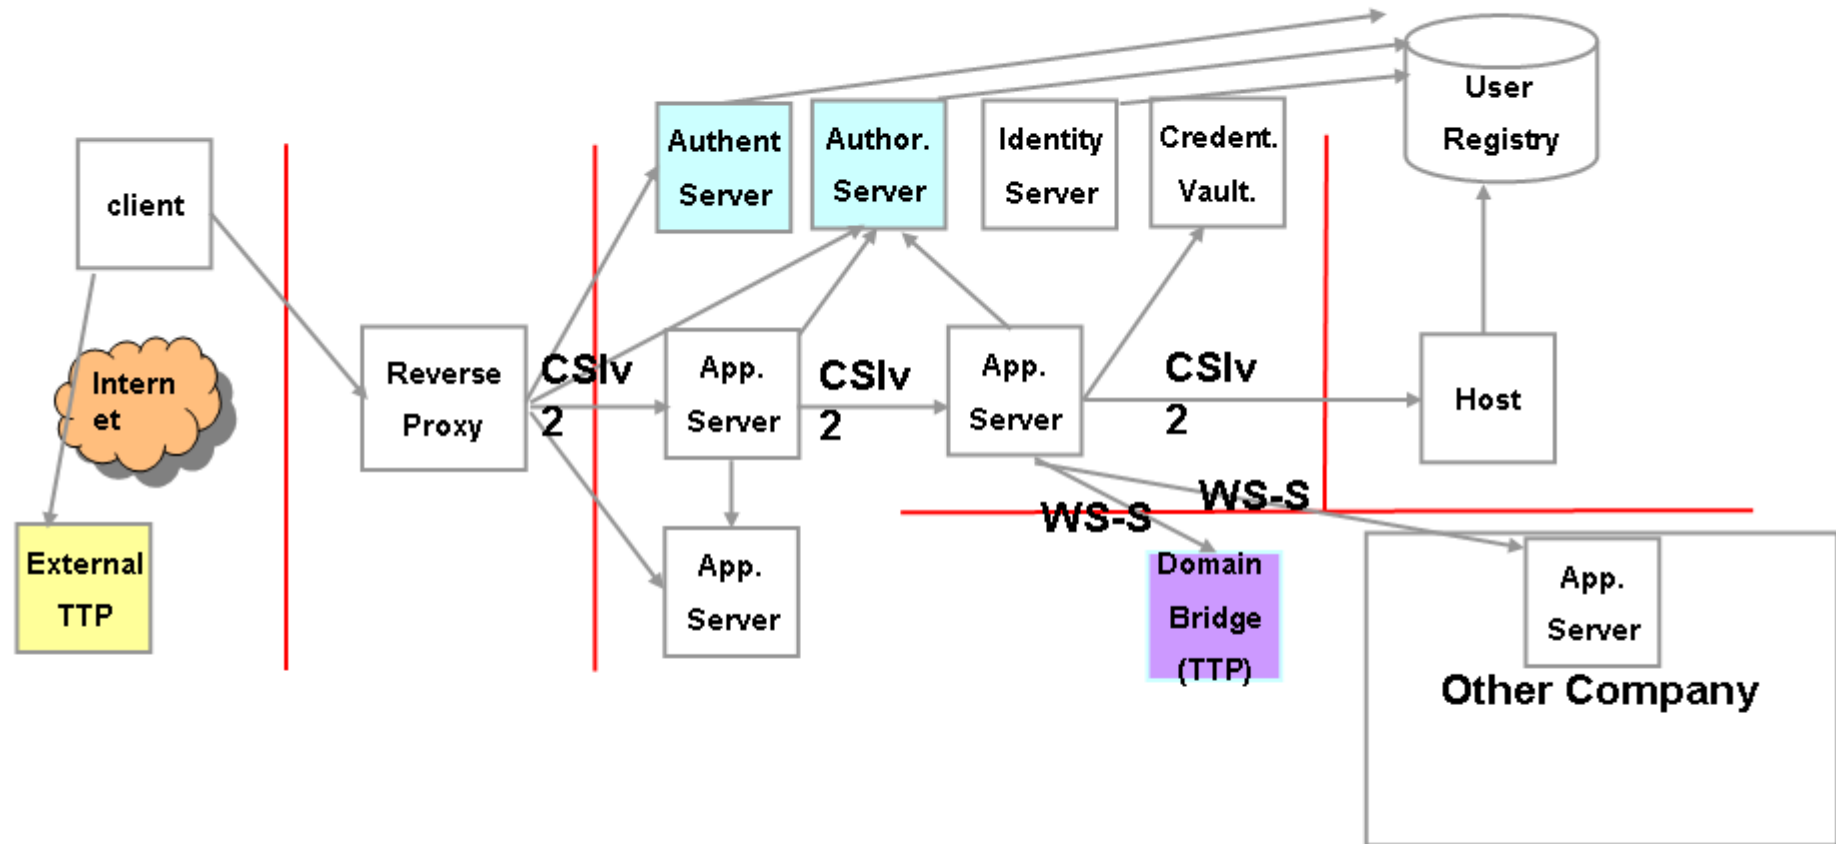 User
Registry
Authent
Server
Author.
Server
Identity
Server
Credent.
Vault.
client
Intern
et
External
TTP
Reverse
Proxy
CSIv
2
App.
Server
CSIv
2
App.
Server
CSIv
2
Host
App.
Server
WS-S
WS-S
Domain
Bridge
(TTP)
App.
Server
Other Company